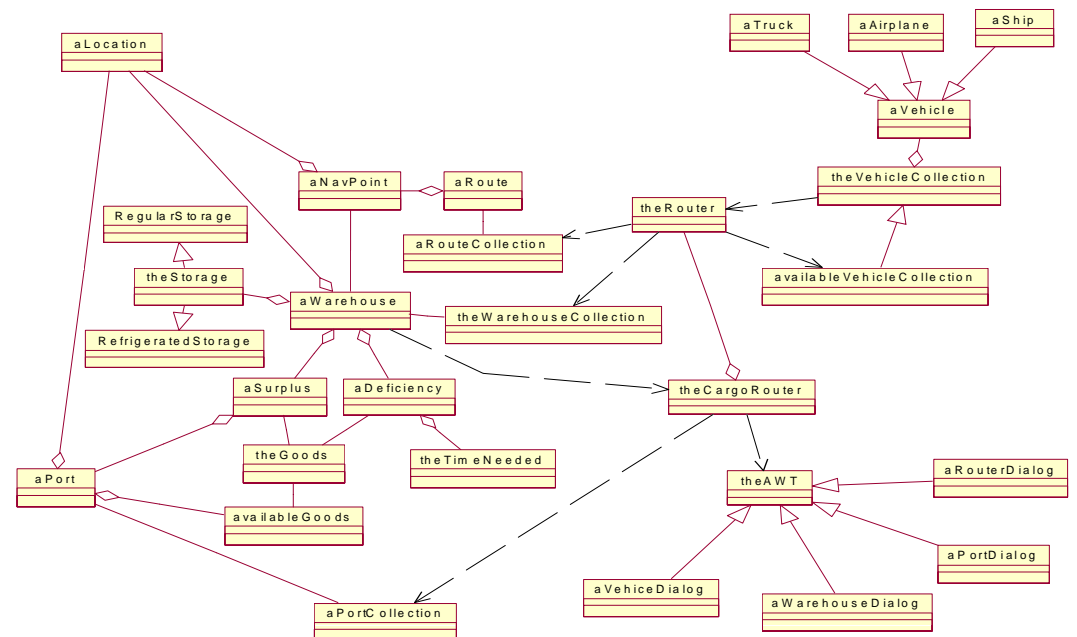 aShip
aTruck
aAirplane
aLocation
aVehicle
theVehicleCollection
aNavPoint
aRoute
theRouter
RegularStorage
aRouteCollection
theStorage
availableVehicleCollection
aWarehouse
theWarehouseCollection
RefrigeratedStorage
aSurplus
aDeficiency
theCargoRouter
theGoods
theTimeNeeded
aRouterDialog
aPort
theAWT
availableGoods
aPortDialog
aVehiceDialog
aWarehouseDialog
aPortCollection